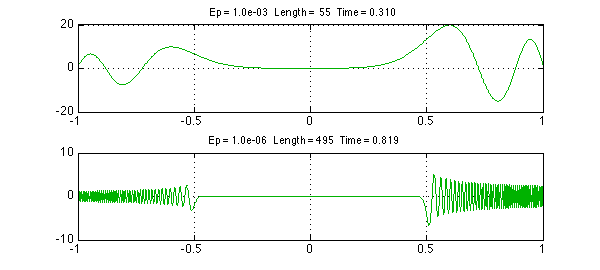 Ep = 1.0e-03 Length = 55 Time = 0.310
20
0
-20
-1 -0.5 0 0.5 1
Ep = 1.0e-06 Length = 495 Time = 0.819
10
0
-10
-1 -0.5 0 0.5 1